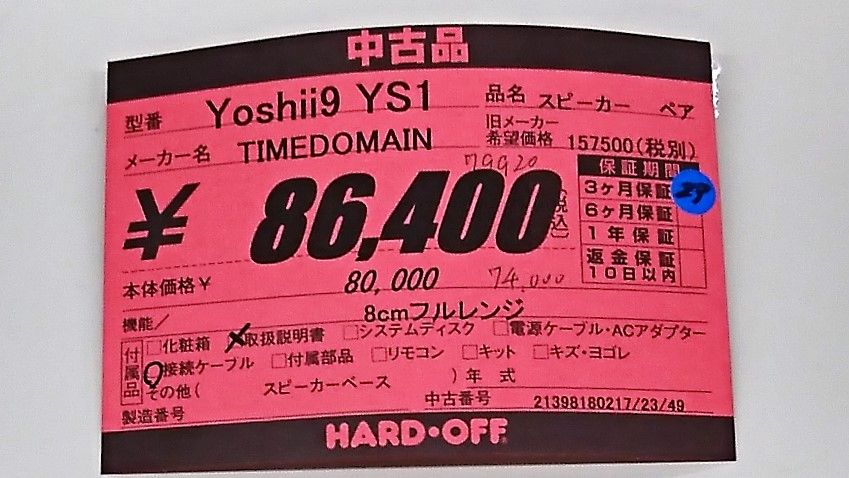 中古品
型番 Yoshii9 YS1 品名 スピーカー ペア
旧メーカー
希望価格 157500(税別)
メーカー名 TIMEDOMAIN
79920
保証期間
¥ 86,400 (税込)
3ヶ月保証 29
6ヶ月保証
1年保証
返金保証
10日以内
本体価格¥ 80,000 74,000
機能/ 8cmフルレンジ
付属品
□化粧箱 ×取扱説明書 □システムディスク □電源ケーブル・ACアダプター
○接続ケーブル □付属部品 □リモコン □キット □キズ・ヨゴレ
その他( スピーカーベース )年 式
製造番号 中古番号 21398180217/23/49
HARD・OFF